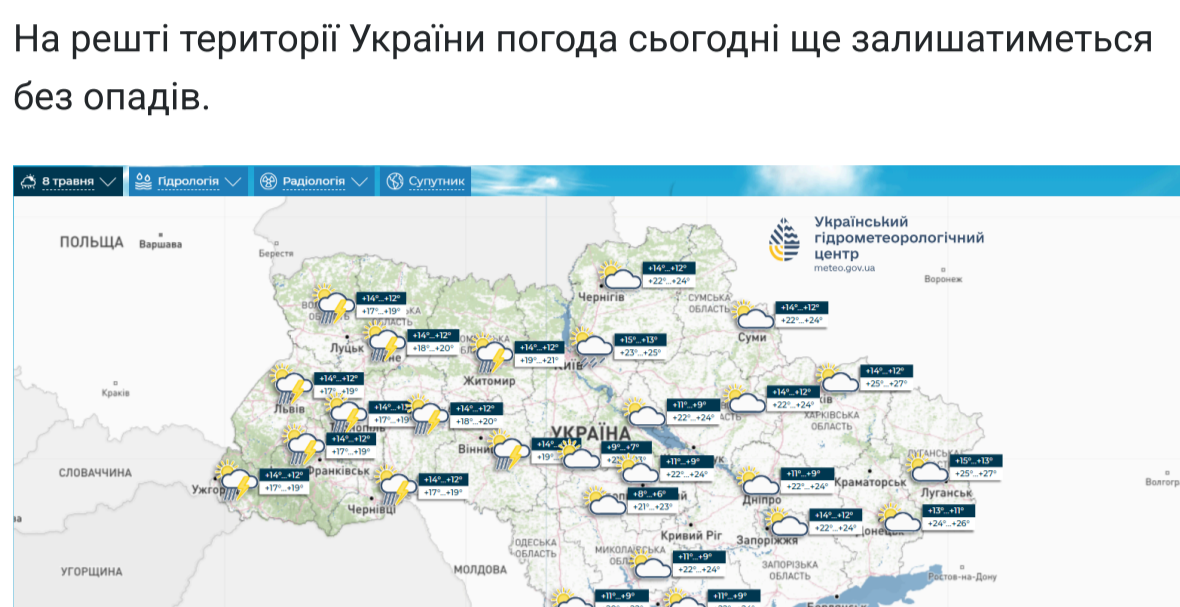 На решті території України погода сьогодні ще залишатиметься
без опадів.
8 травня
Гідрологія
Радіологія
Супутник
Український
гідрометеорологічний
центр
meteo.gov.ua
ПОЛЬЩА
Варшава
Берестя
Воронеж
+14°...+12°
+22°...+24°
Чернігів
СУМСЬКА
ОБЛАСТЬ
+14°...+12°
+17°...+19°
+14°...+12°
+22°...+24°
Суми
+14°...+12°
+18°...+20°
Луцьк
+14°...+12°
+19°...+21°
+15°...+13°
+23°...+25°
Київ
Житомир
+14°...+12°
+25°...+27°
Краків
+14°...+12°
+17°...+19°
Львів
+17°...+19°
+14°...+12°
+18°...+20°
+11°...+9°
+22°...+24°
+14°...+12°
+22°...+24°
ХАРКІВСЬКА
ОБЛАСТЬ
УКРАЇНА
+14°...+12°
+17°...+19°
+9°...+7°
+11°...+9°
+22°...+24°
+15°...+13°
+25°...+27°
СЛОВАЧЧИНА
+14°...+12°
+17°...+19°
+14°...+12°
+17°...+19°
Чернівці
+11°...+9°
+22°...+24°
Дніпро
Краматорськ
Луганськ
+8°...+6°
+21°...+23°
+14°...+12°
+22°...+24°
+13°...+11°
+24°...+26°
Кривий Ріг
Запоріжжя
ОДЕСЬКА
ОБЛАСТЬ
МИКОЛАЇВСЬКА
+11°...+9°
+22°...+24°
ЗАПОРІЗЬКА
ОБЛАСТЬ
УГОРЩИНА
МОЛДОВА
Ростов-на-Дону
+11°...+9°
+11°...+9°